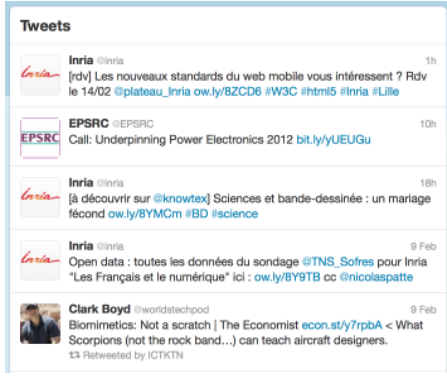 Tweets
Inria @inria 1h
[rdv] Les nouveaux standards du web mobile vous intéressent ? Rdv
le 14/02 @plateau_Inria ow.ly/8ZCD6 #W3C #html5 #Inria #Lille
EPSRC @EPSRC 10h
Call: Underpinning Power Electronics 2012 bit.ly/yUEUGu
Inria @inria 18h
[à découvrir sur @knowtex] Sciences et bande-dessinée : un mariage
fécond ow.ly/8YMCm #BD #science
Inria @inria 9 Feb
Open data : toutes les données du sondage @TNS_Sofres pour Inria
"Les Français et le numérique" ici : ow.ly/8Y9TB cc @nicolaspatte
Clark Boyd @worldstechpod 9 Feb
Biomimetics: Not a scratch | The Economist econ.st/y7rpbA < What
Scorpions (not the rock band...) can teach aircraft designers.
Retweeted by ICTKTN
Inria
EPSRC
Inria
Inria